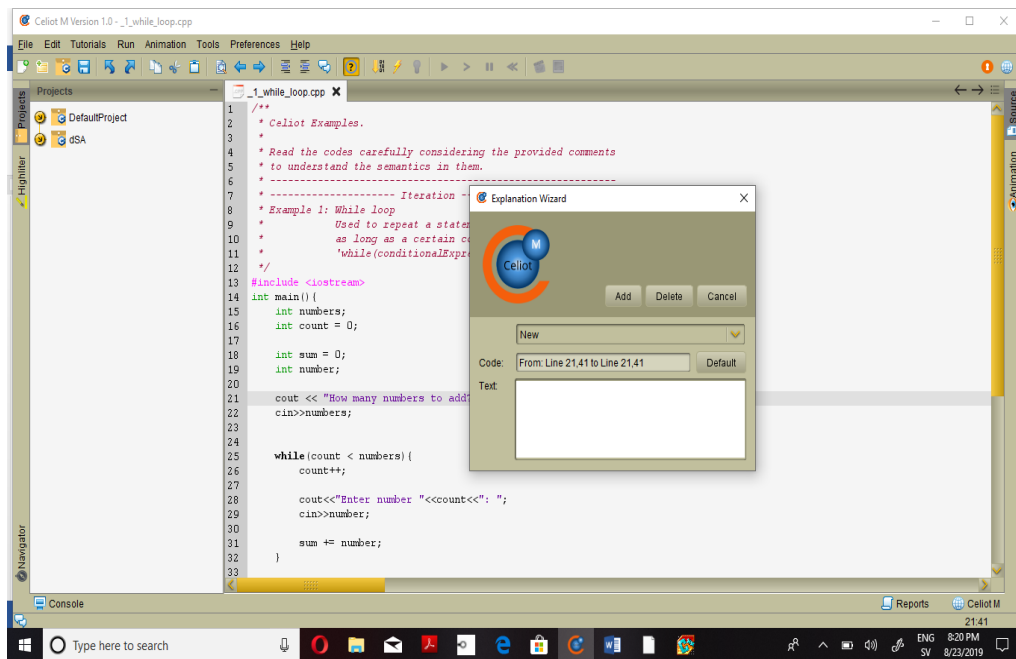 Celiot M Version 1.0 - _1_while_loop.cpp
File Edit Tutorials Run Animation Tools Preferences Help
Projects
_1_while_loop.cpp
Projects
Highliter
Navigator
Source
Animation
DefaultProject
dSA
1 /**
2 * Celiot Examples.
3 *
4 * Read the codes carefully considering the provided comments
5 * to understand the semantics in them.
6 * ----------------------------------------------------------
7 * --------------------- Iteration --
8 * Example 1: While loop
9 * Used to repeat a state
10 * as long as a certain c
11 * 'while(conditionalExpre
12 */
13 #include <iostream>
14 int main(){
15 int numbers;
16 int count = 0;
17
18 int sum = 0;
19 int number;
20
21 cout << "How many numbers to add?
22 cin>>numbers;
23
24
25 while(count < numbers){
26 count++;
27
28 cout<<"Enter number "<<count<<": ";
29 cin>>number;
30
31 sum += number;
32 }
33
Explanation Wizard
Celiot
M
Add Delete Cancel
New
Code: From: Line 21,41 to Line 21,41 Default
Text:
Console
Reports Celiot M
21:41
Type here to search
ENG 8:20 PM
SV 8/23/2019